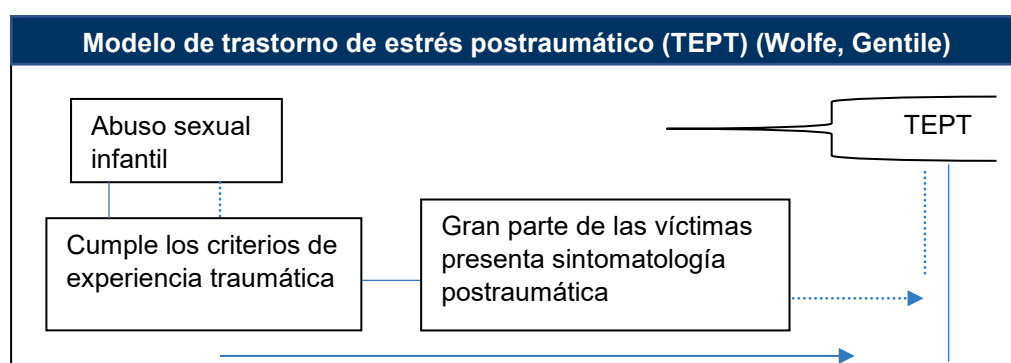 Modelo de trastorno de estrés postraumático (TEPT) (Wolfe, Gentile)
Abuso sexual
infantil
TEPT
Cumple los criterios de
experiencia traumática
Gran parte de las víctimas
presenta sintomatología
postraumática